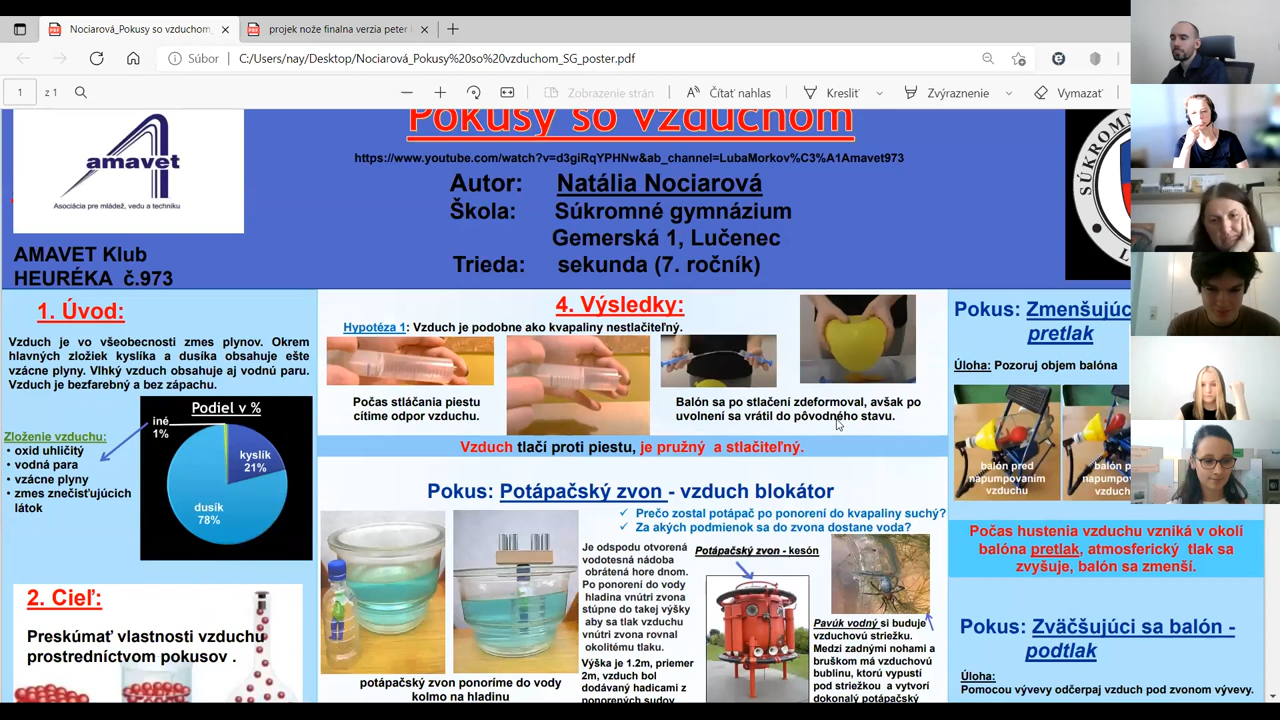 Nociarová_Pokusy so vzduchom_
projek nože finalna verzia peter
Súbor
C:/Users/nay/Desktop/Nociarová_Pokusy%20so%20vzduchom_SG_poster.pdf
1
z 1
Zobrazenie strán
Čítať nahlas
Kresliť
Zvýraznenie
Vymazať
Pokusy so vzduchom
https://www.youtube.com/watch?v=d3giRqYPHNw&ab_channel=LubaMorkov%C3%A1Amavet973
Autor: Natália Nociarová
Škola: Súkromné gymnázium
Gemerská 1, Lučenec
Trieda: sekunda (7. ročník)
amavet
Asociácia pre mládež, vedu a techniku
AMAVET Klub
HEURÉKA č.973
1. Úvod:
Vzduch je vo všeobecnosti zmes plynov. Okrem
hlavných zložiek kyslíka a dusíka obsahuje ešte
vzácne plyny. Vlhký vzduch obsahuje aj vodnú paru.
Vzduch je bezfarebný a bez zápachu.
Zloženie vzduchu:
• oxid uhličitý
• vodná para
• vzácne plyny
• zmes znečisťujúcich
látok
Podiel v %
iné
1%
kyslík
21%
dusík
78%
2. Cieľ:
Preskúmať vlastnosti vzduchu
prostredníctvom pokusov .
4. Výsledky:
Hypotéza 1: Vzduch je podobne ako kvapaliny nestlačiteľný.
Počas stláčania piestu
cítime odpor vzduchu.
Balón sa po stlačení zdeformoval, avšak po
uvolnení sa vrátil do pôvodného stavu.
Vzduch tlačí proti piestu, je pružný a stlačiteľný.
Pokus: Potápačský zvon - vzduch blokátor
✓ Prečo zostal potápač po ponorení do kvapaliny suchý?
✓ Za akých podmienok sa do zvona dostane voda?
Je odspodu otvorená
vodotesná nádoba
obrátená hore dnom.
Po ponorení do vody
hladina vnútri zvona
stúpne do takej výšky
aby sa tlak vzduchu
vnútri zvona rovnal
okolitému tlaku.
Výška je 1.2m, priemer
2m, vzduch bol
dodávaný hadicami z
ponorených sudov
potápačský zvon ponoríme do vody
kolmo na hladinu
Potápačský zvon - kesón
Pavúk vodný si buduje
vzduchovú striežku.
Medzi zadnými nohami a
bruškom má vzduchovú
bublinu, ktorú vypustí
pod striežkou a vytvorí
dokonalý potápačský
SÚKROMN
Pokus: Zmenšujúci
pretlak
Úloha: Pozoruj objem balóna
balón pred
napumpovaním
vzduchu
balón p
napump
vzduch
Počas hustenia vzduchu vzniká v okolí
balóna pretlak, atmosferický tlak sa
zvyšuje, balón sa zmenší.
Pokus: Zväčšujúci sa balón -
podtlak
Úloha:
Pomocou vývevy odčerpaj vzduch pod zvonom vývevy.